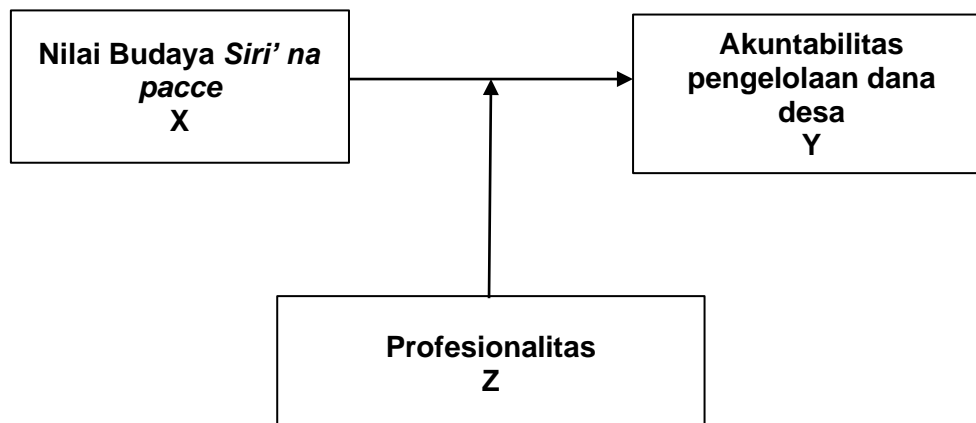 Nilai Budaya Siri’ na
pacce
X
Akuntabilitas
pengelolaan dana
desa
Y
Profesionalitas
Z